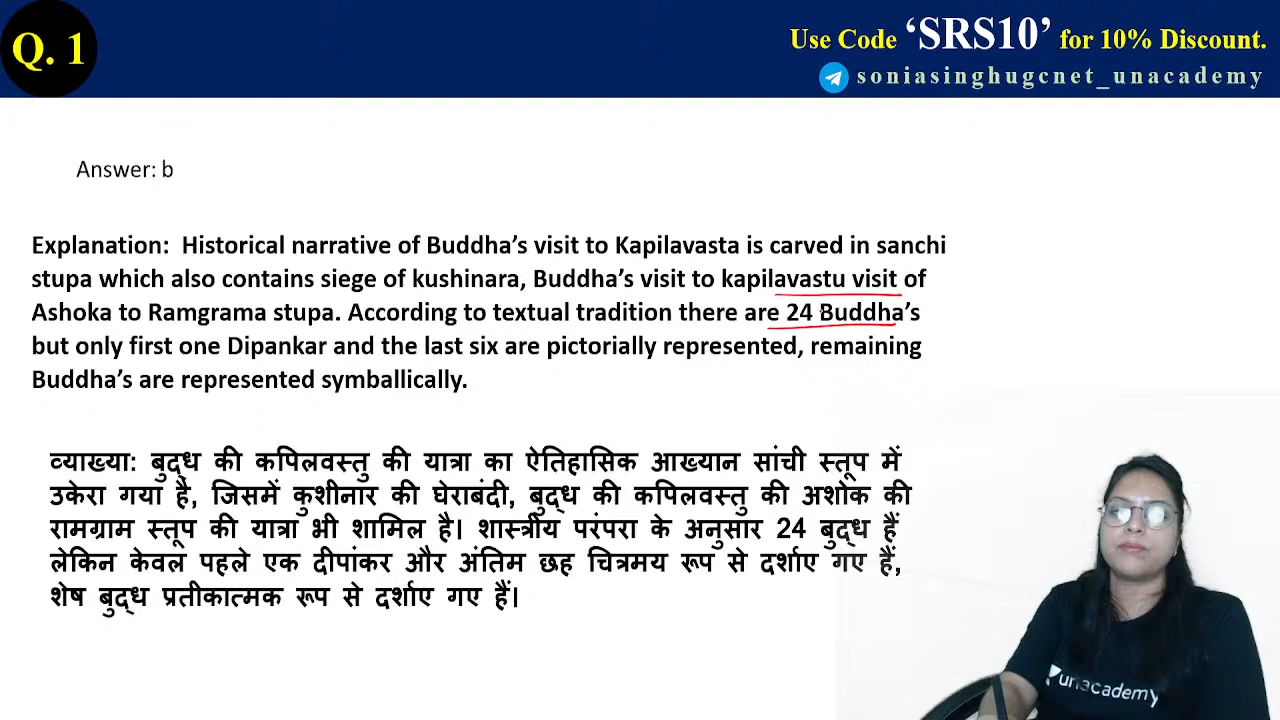 Q. 1
Use Code ‘SRS10’ for 10% Discount.
soniasinghugcnet_unacademy
Answer: b
Explanation: Historical narrative of Buddha’s visit to Kapilavasta is carved in sanchi
stupa which also contains siege of kushinara, Buddha’s visit to kapilavastu visit of
Ashoka to Ramgrama stupa. According to textual tradition there are 24 Buddha’s
but only first one Dipankar and the last six are pictorially represented, remaining
Buddha’s are represented symballically.
व्याख्या: बुद्ध की कपिलवस्तु की यात्रा का ऐतिहासिक आख्यान सांची स्तूप में
उकेरा गया है, जिसमें कुशीनार की घेराबंदी, बुद्ध की कपिलवस्तु की अशोक की
रामग्राम स्तूप की यात्रा भी शामिल है। शास्त्रीय परंपरा के अनुसार 24 बुद्ध हैं
लेकिन केवल पहले एक दीपांकर और अंतिम छह चित्रमय रूप से दर्शाए गए हैं,
शेष बुद्ध प्रतीकात्मक रूप से दर्शाए गए हैं।
unacademy